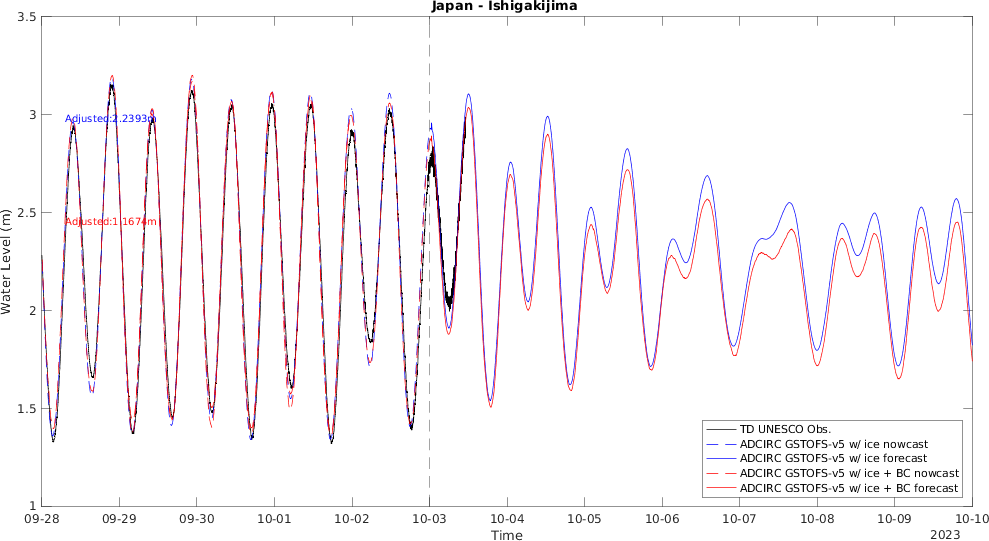 Japan - Ishigakijima
3.5
3
2.5
2
1.5
1
Water Level (m)
Adjusted:2.2393m
Adjusted:1.1674m
TD UNESCO Obs.
ADCIRC GSTOFS-v5 w/ ice nowcast
ADCIRC GSTOFS-v5 w/ ice forecast
ADCIRC GSTOFS-v5 w/ ice + BC nowcast
ADCIRC GSTOFS-v5 w/ ice + BC forecast
09-28 09-29 09-30 10-01 10-02 10-03 10-04 10-05 10-06 10-07 10-08 10-09 10-10
Time
2023